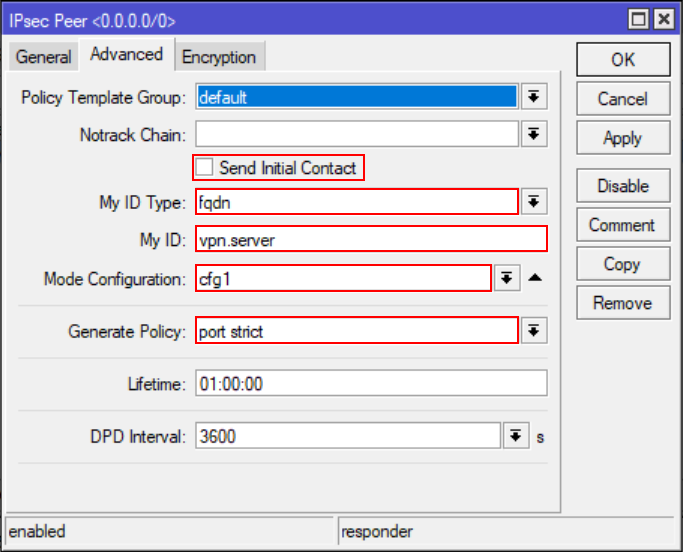 IPsec Peer <0.0.0.0/0>
General Advanced Encryption
Policy Template Group: default
Notrack Chain:
Send Initial Contact
My ID Type: fqdn
My ID: vpn.server
Mode Configuration: cfg1
Generate Policy: port strict
Lifetime: 01:00:00
DPD Interval: 3600 s
OK
Cancel
Apply
Disable
Comment
Copy
Remove
enabled responder